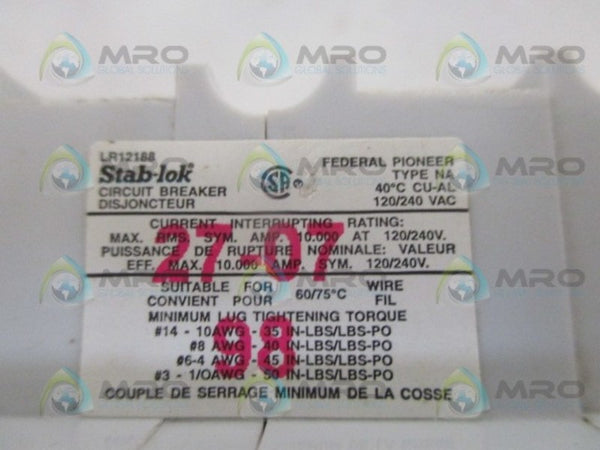 LR12188
Stab-lok®
CIRCUIT BREAKER
DISJONCTEUR
CSA
FEDERAL PIONEER
TYPE NA
40°C CU-AL
120/240 VAC
CURRENT INTERRUPTING RATING:
MAX. RMS. SYM. AMP. 10.000 AT 120/240V.
PUISSANCE DE RUPTURE NOMINALE: VALEUR
EFF. MAX. 10.000 AMP. SYM. 120/240V.
27-07
SUITABLE FOR 60/75°C WIRE
CONVIENT POUR FIL
MINIMUM LUG TIGHTENING TORQUE
#14 - 10AWG - 35 IN-LBS/LBS-PO
#8 AWG - 40 IN-LBS/LBS-PO
#6-4 AWG - 45 IN-LBS/LBS-PO
#3 - 1/0AWG - 50 IN-LBS/LBS-PO
08
COUPLE DE SERRAGE MINIMUM DE LA COSSE
MRO
GLOBAL SOLUTIONS